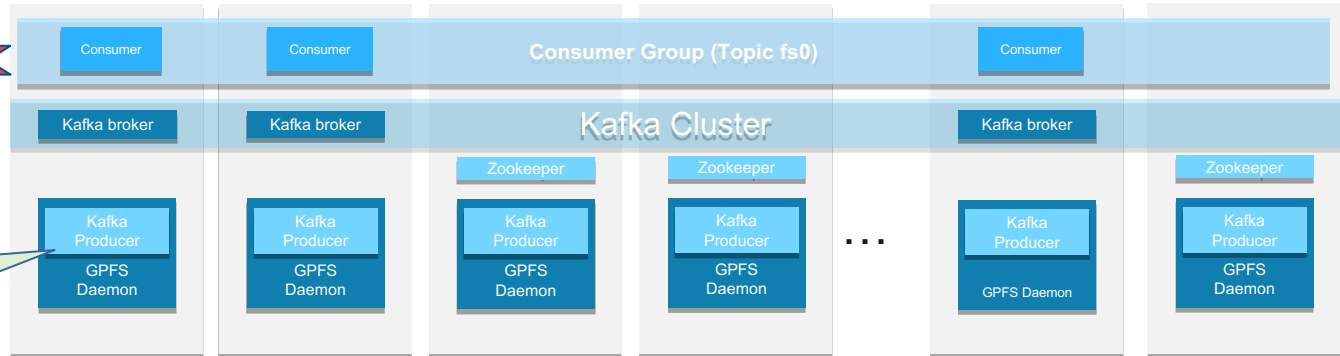 Consumer
Consumer
Consumer Group (Topic fs0)
Consumer
Kafka broker
Kafka broker
Kafka Cluster
Kafka broker
Zookeeper
Zookeeper
Zookeeper
Kafka
Producer
GPFS
Daemon
Kafka
Producer
GPFS
Daemon
Kafka
Producer
GPFS
Daemon
Kafka
Producer
GPFS
Daemon
...
Kafka
Producer
GPFS Daemon
Kafka
Producer
GPFS
Daemon